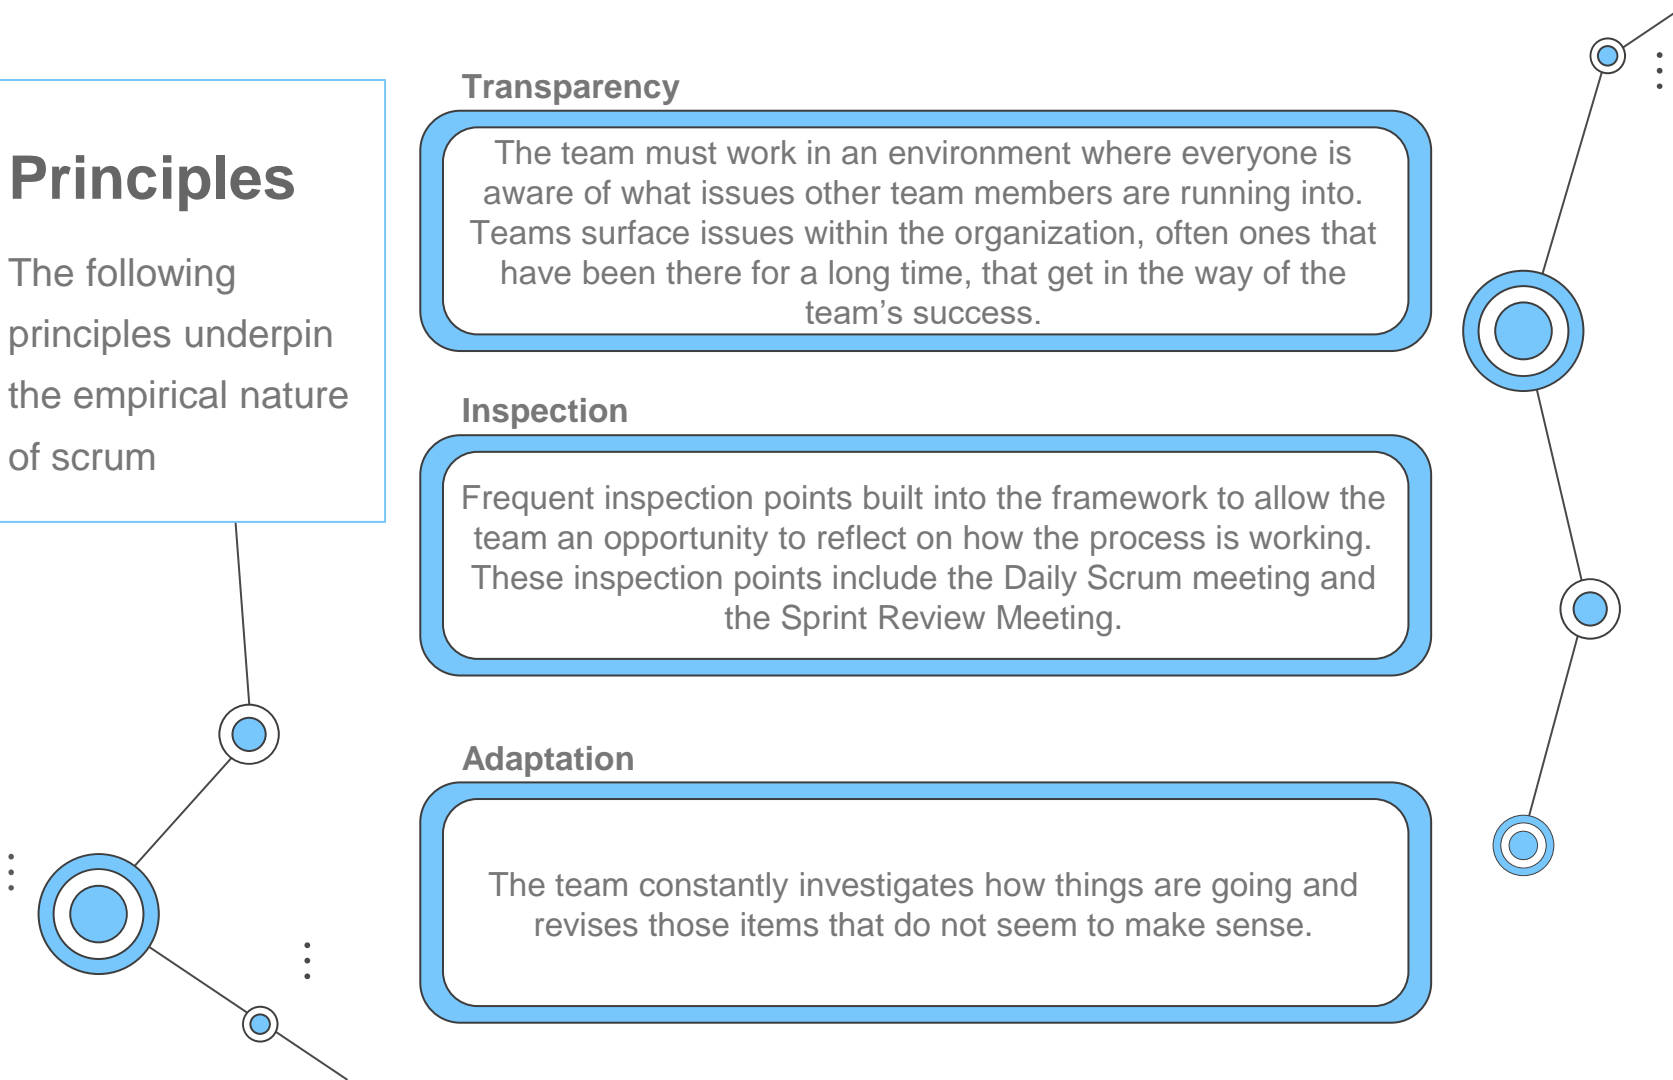 Principles
The following
principles underpin
the empirical nature
of scrum
Transparency
The team must work in an environment where everyone is
aware of what issues other team members are running into.
Teams surface issues within the organization, often ones that
have been there for a long time, that get in the way of the
team’s success.
Inspection
Frequent inspection points built into the framework to allow the
team an opportunity to reflect on how the process is working.
These inspection points include the Daily Scrum meeting and
the Sprint Review Meeting.
Adaptation
The team constantly investigates how things are going and
revises those items that do not seem to make sense.